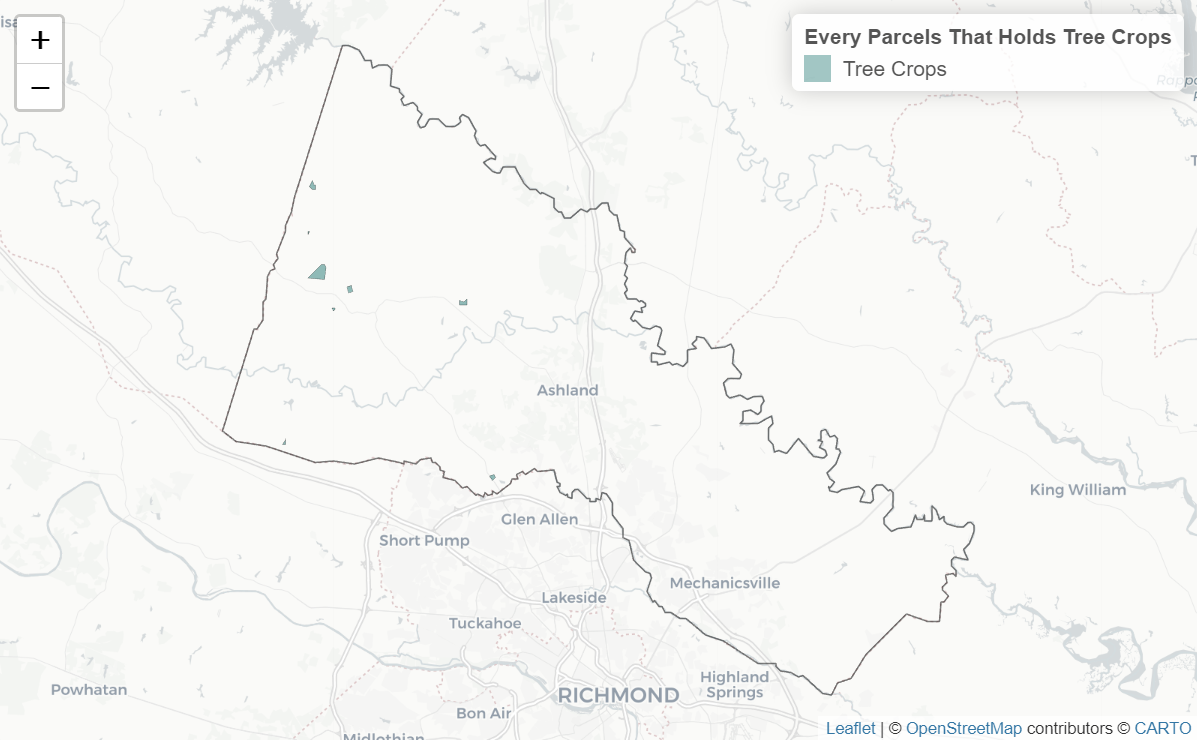 +
−
Every Parcels That Holds Tree Crops
Tree Crops
Ashland
King William
Glen Allen
Short Pump
Mechanicsville
Lakeside
Tuckahoe
Highland
Springs
Powhatan
RICHMOND
Bon Air
Midlothian
Leaflet | © OpenStreetMap contributors © CARTO